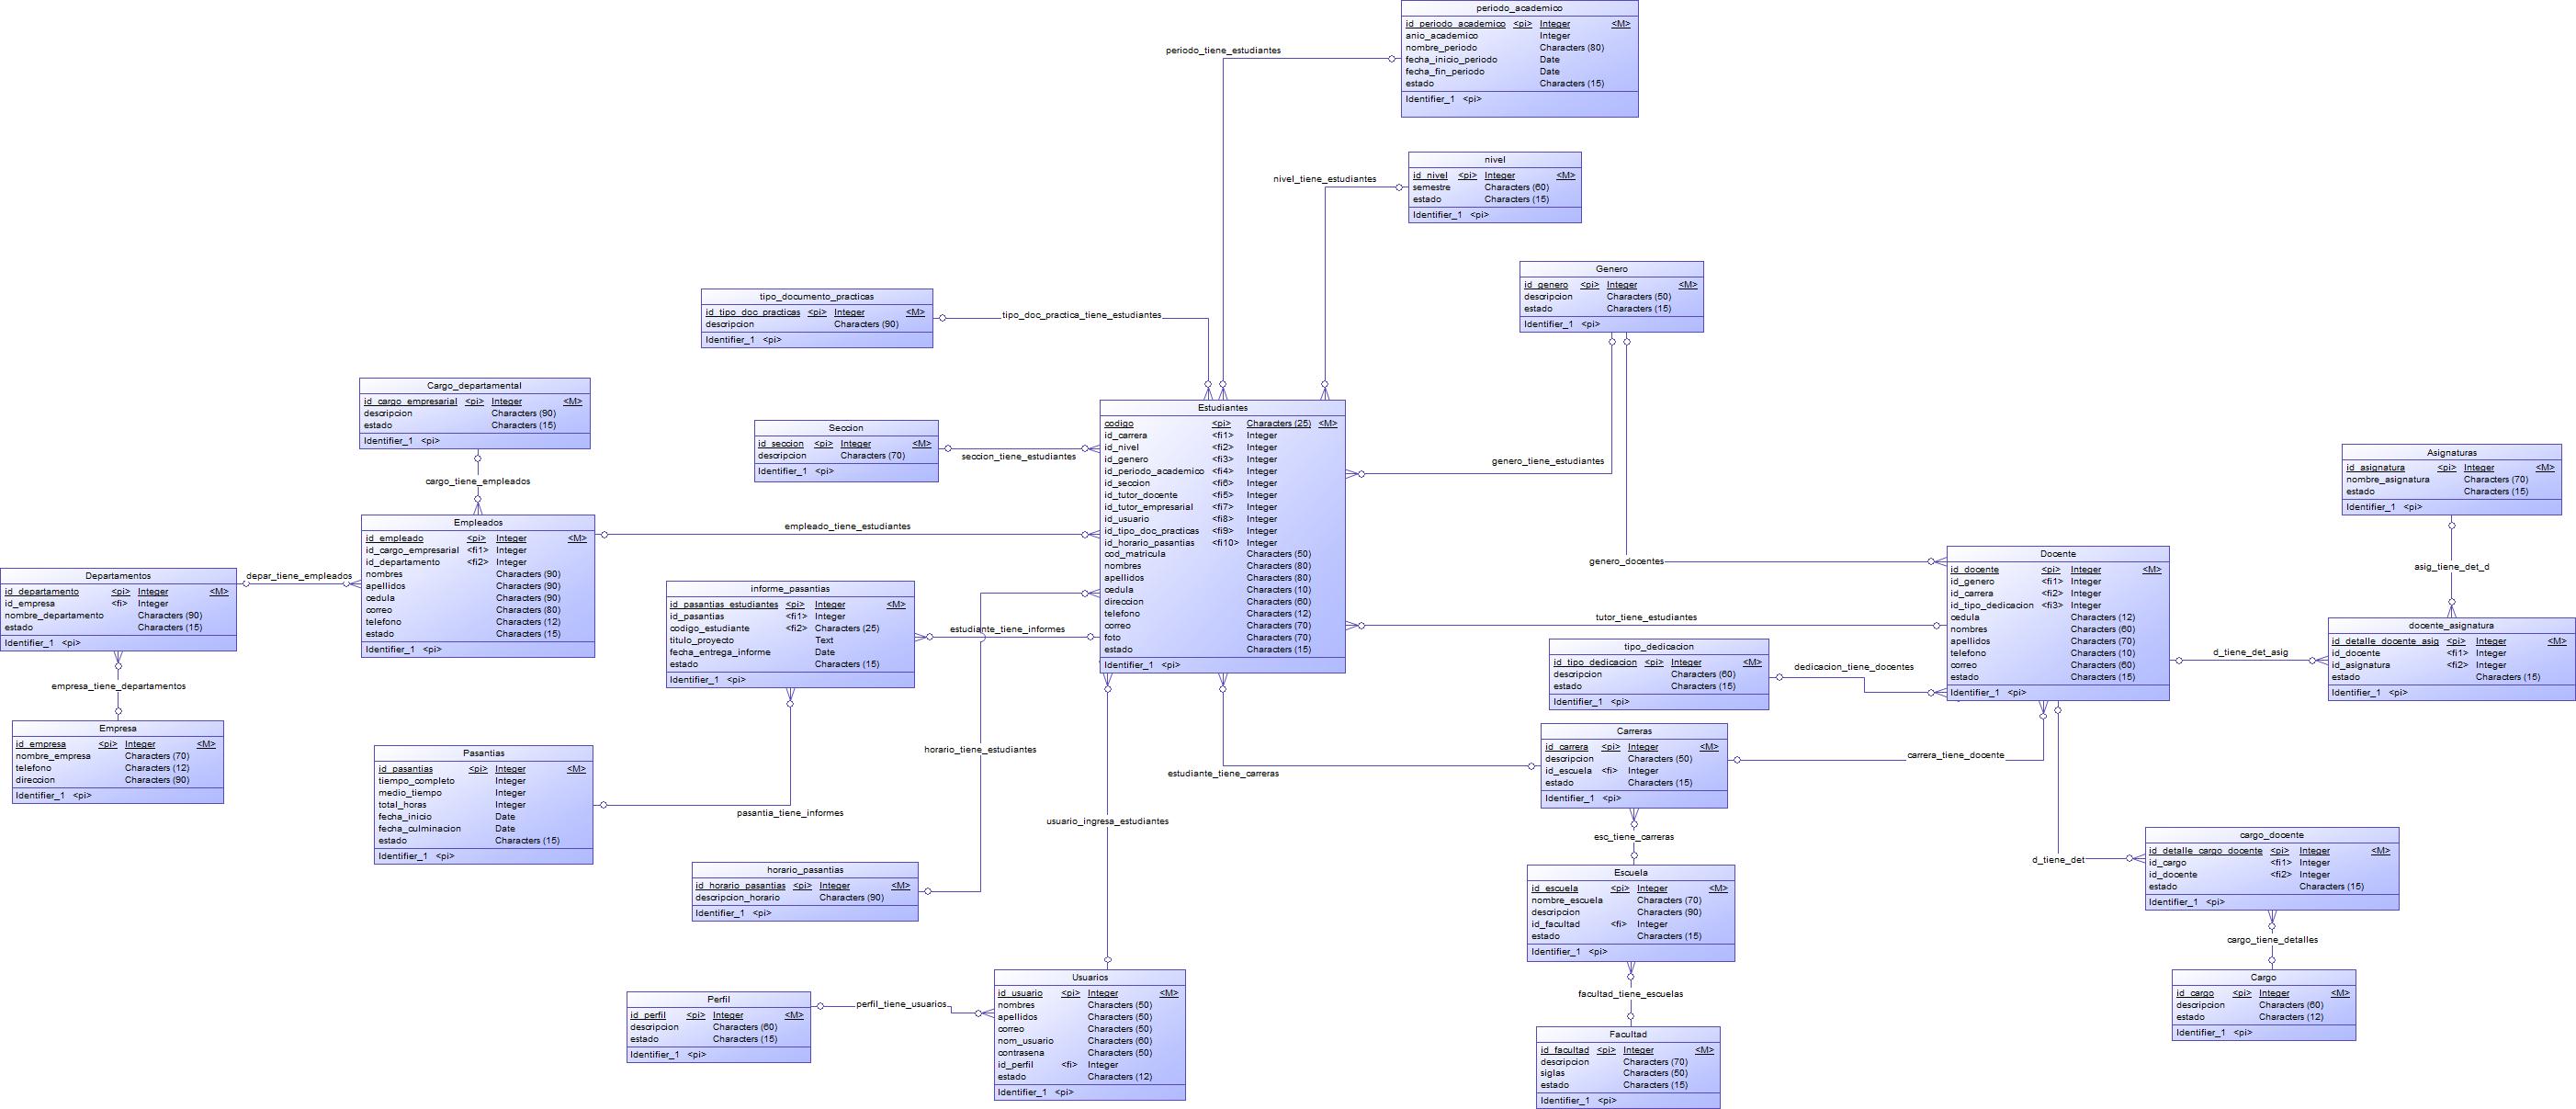 periodo_academico
id_periodo_academico <pi> Integer <M>
anio_academico Integer
nombre_periodo Characters (80)
fecha_inicio_periodo Date
fecha_fin_periodo Date
estado Characters (15)
Identifier_1 <pi>
periodo_tiene_estudiantes
nivel
id_nivel <pi> Integer <M>
semestre Characters (60)
estado Characters (15)
Identifier_1 <pi>
nivel_tiene_estudiantes
Genero
id_genero <pi> Integer <M>
descripcion Characters (50)
estado Characters (15)
Identifier_1 <pi>
tipo_documento_practicas
id_tipo_doc_practicas <pi> Integer <M>
descripcion Characters (90)
Identifier_1 <pi>
tipo_doc_practica_tiene_estudiantes
Cargo_departamental
id_cargo_empresarial <pi> Integer <M>
descripcion Characters (90)
estado Characters (15)
Identifier_1 <pi>
cargo_tiene_empleados
Seccion
id_seccion <pi> Integer <M>
descripcion Characters (70)
Identifier_1 <pi>
seccion_tiene_estudiantes
Estudiantes
codigo <pi> Characters (25) <M>
id_carrera <fi1> Integer
id_nivel <fi2> Integer
id_genero <fi3> Integer
id_periodo_academico <fi4> Integer
id_seccion <fi6> Integer
id_tutor_docente <fi5> Integer
id_tutor_empresarial <fi7> Integer
id_usuario <fi8> Integer
id_tipo_doc_practicas <fi9> Integer
id_horario_pasantias <fi10> Integer
cod_matricula Characters (50)
nombres Characters (80)
apellidos Characters (80)
cedula Characters (10)
direccion Characters (60)
telefono Characters (12)
correo Characters (70)
foto Characters (70)
estado Characters (15)
Identifier_1 <pi>
genero_tiene_estudiantes
genero_docentes
tutor_tiene_estudiantes
Asignaturas
id_asignatura <pi> Integer <M>
nombre_asignatura Characters (70)
estado Characters (15)
Identifier_1 <pi>
asig_tiene_det_d
Empleados
id_empleado <pi> Integer <M>
id_cargo_empresarial <fi1> Integer
id_departamento <fi2> Integer
nombres Characters (90)
apellidos Characters (90)
cedula Characters (90)
correo Characters (80)
telefono Characters (12)
estado Characters (15)
Identifier_1 <pi>
empleado_tiene_estudiantes
Departamentos
id_departamento <pi> Integer <M>
id_empresa <fi> Integer
nombre_departamento Characters (90)
estado Characters (15)
Identifier_1 <pi>
depar_tiene_empleados
empresa_tiene_departamentos
Empresa
id_empresa <pi> Integer <M>
nombre_empresa Characters (70)
telefono Characters (12)
direccion Characters (90)
Identifier_1 <pi>
informe_pasantias
id_pasantias_estudiantes <pi> Integer <M>
id_pasantias <fi1> Integer
codigo_estudiante <fi2> Characters (25)
titulo_proyecto Text
fecha_entrega_informe Date
estado Characters (15)
Identifier_1 <pi>
estudiante_tiene_informes
Docente
id_docente <pi> Integer <M>
id_genero <fi1> Integer
id_carrera <fi2> Integer
id_tipo_dedicacion <fi3> Integer
cedula Characters (12)
nombres Characters (60)
apellidos Characters (70)
telefono Characters (10)
correo Characters (60)
estado Characters (15)
Identifier_1 <pi>
d_tiene_det_asig
docente_asignatura
id_detalle_docente_asig <pi> Integer <M>
id_docente <fi1> Integer
id_asignatura <fi2> Integer
estado Characters (15)
Identifier_1 <pi>
tipo_dedicacion
id_tipo_dedicacion <pi> Integer <M>
descripcion Characters (60)
estado Characters (15)
Identifier_1 <pi>
dedicacion_tiene_docentes
Pasantias
id_pasantias <pi> Integer <M>
tiempo_completo Integer
medio_tiempo Integer
total_horas Integer
fecha_inicio Date
fecha_culminacion Date
estado Characters (15)
Identifier_1 <pi>
pasantia_tiene_informes
horario_tiene_estudiantes
horario_pasantias
id_horario_pasantias <pi> Integer <M>
descripcion_horario Characters (90)
Identifier_1 <pi>
usuario_ingresa_estudiantes
estudiante_tiene_carreras
Carreras
id_carrera <pi> Integer <M>
descripcion Characters (50)
id_escuela <fi> Integer
estado Characters (15)
Identifier_1 <pi>
carrera_tiene_docente
esc_tiene_carreras
Escuela
id_escuela <pi> Integer <M>
nombre_escuela Characters (70)
descripcion Characters (90)
id_facultad <fi> Integer
estado Characters (15)
Identifier_1 <pi>
facultad_tiene_escuelas
Facultad
id_facultad <pi> Integer <M>
descripcion Characters (70)
siglas Characters (50)
estado Characters (15)
Identifier_1 <pi>
d_tiene_det
cargo_docente
id_detalle_cargo_docente <pi> Integer <M>
id_cargo <fi1> Integer
id_docente <fi2> Integer
estado Characters (15)
Identifier_1 <pi>
cargo_tiene_detalles
Cargo
id_cargo <pi> Integer <M>
descripcion Characters (60)
estado Characters (12)
Identifier_1 <pi>
Perfil
id_perfil <pi> Integer <M>
descripcion Characters (60)
estado Characters (15)
Identifier_1 <pi>
perfil_tiene_usuarios
Usuarios
id_usuario <pi> Integer <M>
nombres Characters (50)
apellidos Characters (50)
correo Characters (50)
nom_usuario Characters (60)
contrasena Characters (50)
id_perfil <fi> Integer
estado Characters (12)
Identifier_1 <pi>